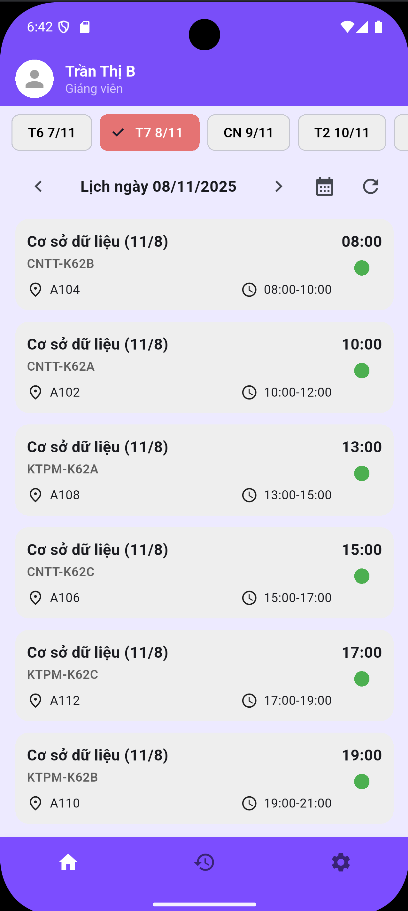 6:42
Trần Thị B
Giảng viên
T6 7/11
T7 8/11
CN 9/11
T2 10/11
Lịch ngày 08/11/2025
Cơ sở dữ liệu (11/8) 08:00
CNTT-K62B
A104 08:00-10:00
Cơ sở dữ liệu (11/8) 10:00
CNTT-K62A
A102 10:00-12:00
Cơ sở dữ liệu (11/8) 13:00
KTPM-K62A
A108 13:00-15:00
Cơ sở dữ liệu (11/8) 15:00
CNTT-K62C
A106 15:00-17:00
Cơ sở dữ liệu (11/8) 17:00
KTPM-K62C
A112 17:00-19:00
Cơ sở dữ liệu (11/8) 19:00
KTPM-K62B
A110 19:00-21:00